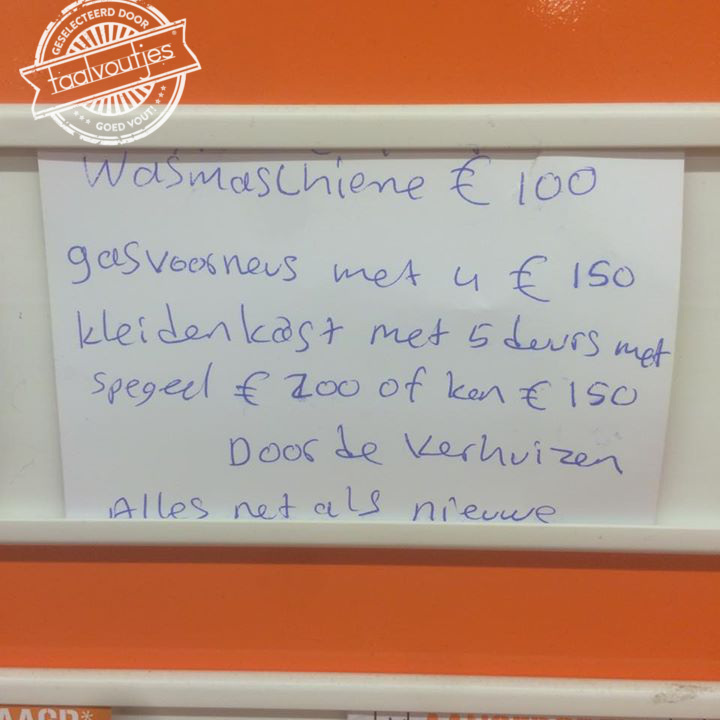 GESELECTEERD DOOR
taalvoutjes
GOED VOUT!
Wasmaschiene € 100
gasvoorneus met 4 € 150
kleidenkast met 5 deurs met
spegeel € 200 of kan € 150
Door de verhuizen
Alles net als nieuwe